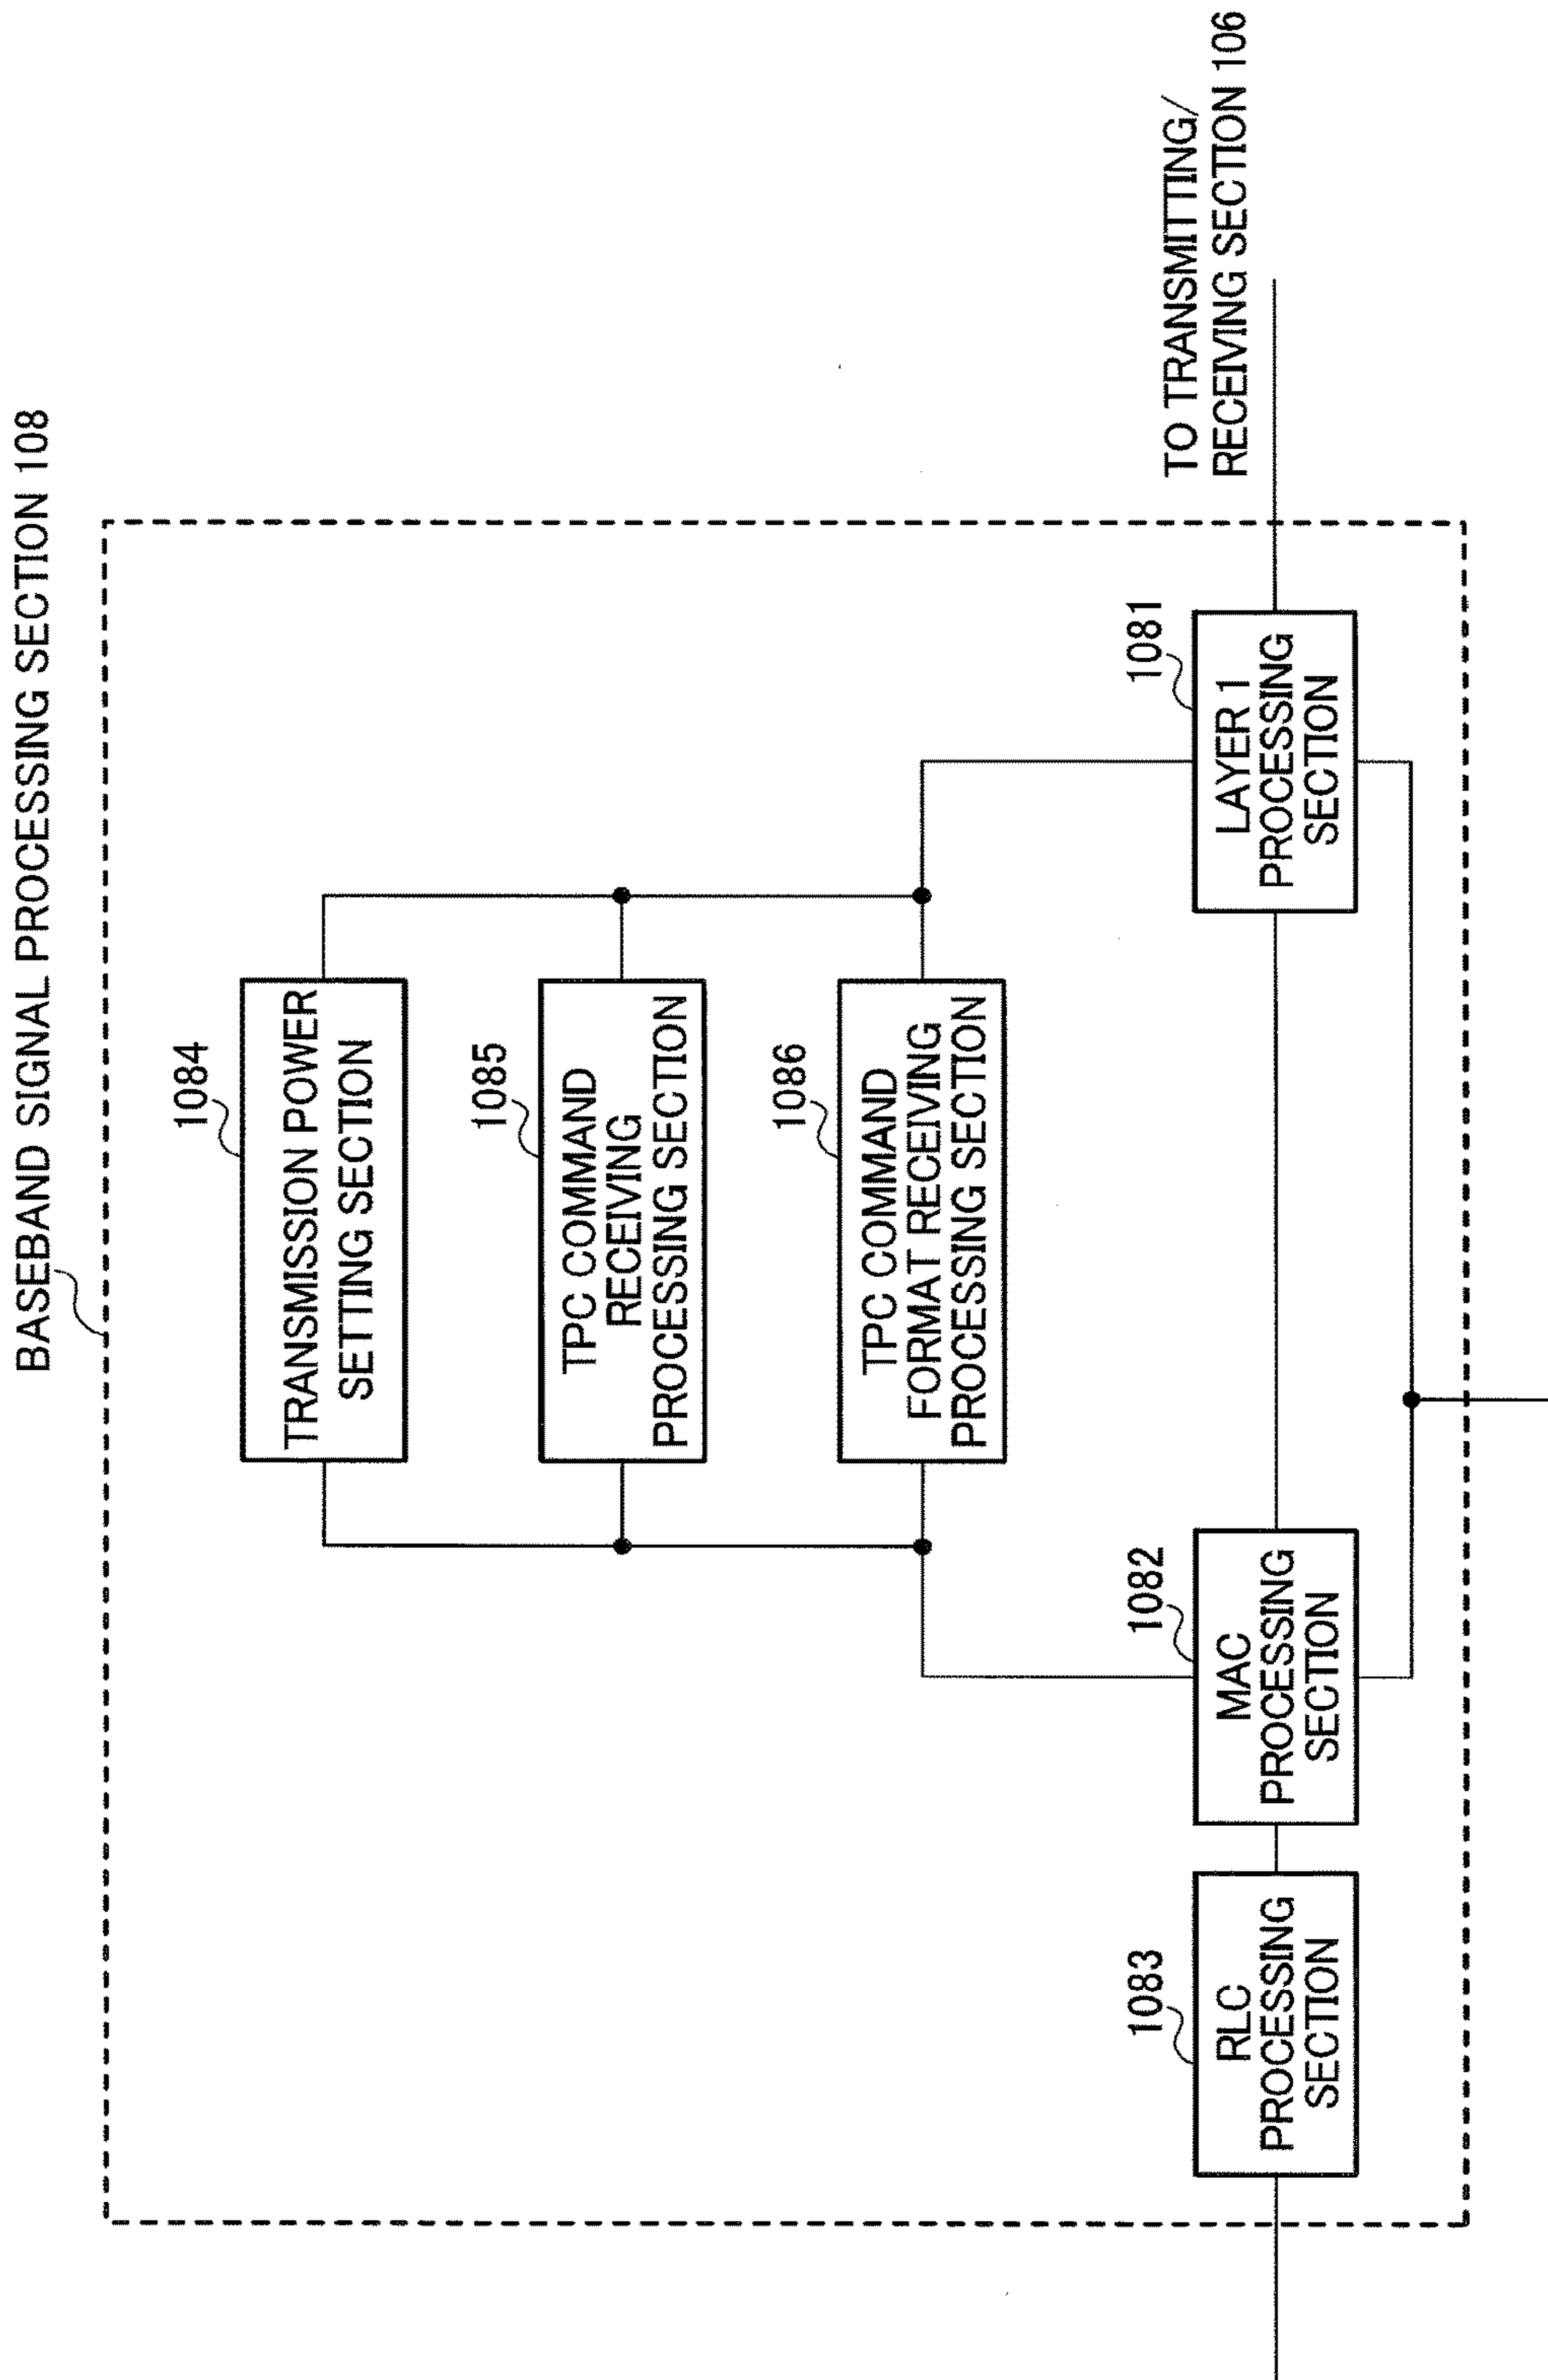 BASEBAND SIGNAL PROCESSING SECTION 108
1084
TRANSMISSION POWER
SETTING SECTION
1085
TPC COMMAND
RECEIVING
PROCESSING SECTION
1086
TPC COMMAND
FORMAT RECEIVING
PROCESSING SECTION
1083
RLC
PROCESSING
SECTION
1082
MAC
PROCESSING
SECTION
1081
LAYER 1
PROCESSING
SECTION
TO TRANSMITTING/
RECEIVING SECTION 106